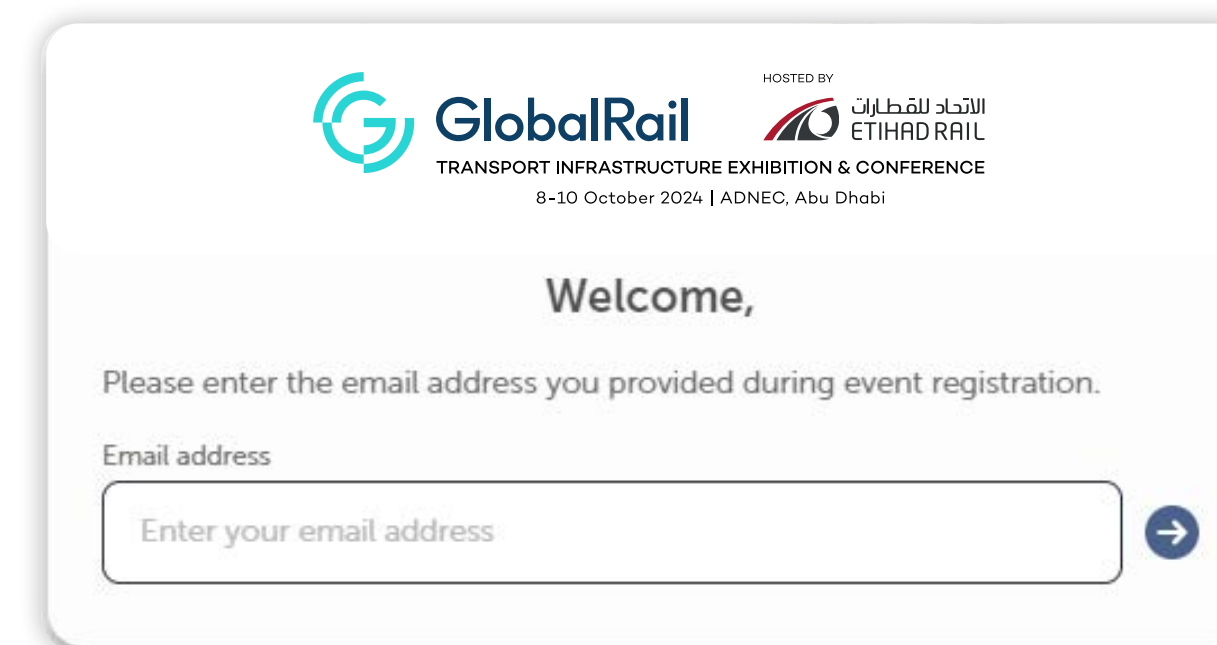 HOSTED BY
GlobalRail
الاتحاد للقطارات
ETIHAD RAIL
TRANSPORT INFRASTRUCTURE EXHIBITION & CONFERENCE
8-10 October 2024 | ADNEC, Abu Dhabi
Welcome,
Please enter the email address you provided during event registration.
Email address
Enter your email address